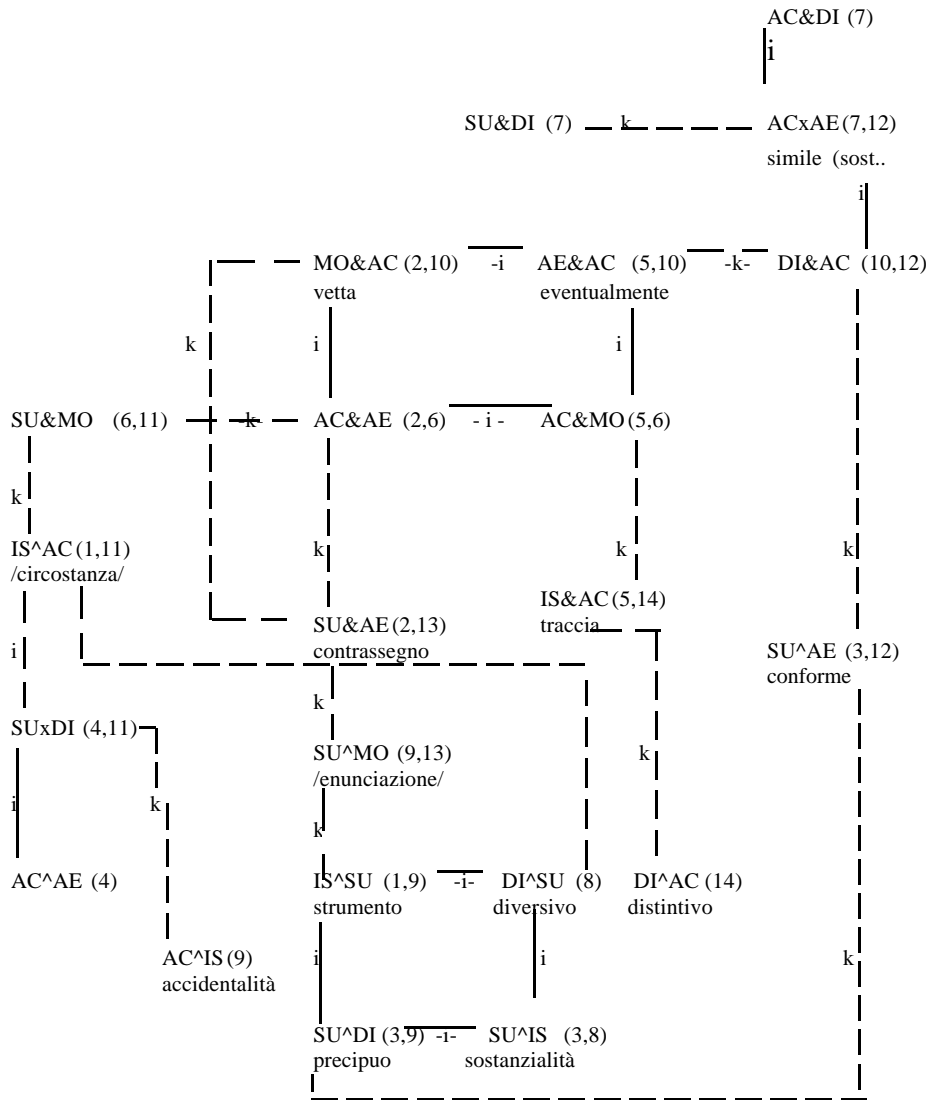 AC&DI (7)
i
SU&DI (7) k ACxAE (7,12)
simile (sost..
i
MO&AC (2,10) -i AE&AC (5,10) -k- DI&AC (10,12)
vetta eventualmente
k i i
SU&MO (6,11) -k- AC&AE (2,6) - i - AC&MO (5,6)
k
IS^AC (1,11) k k k
/circostanza/
IS&AC (5,14)
traccia
SU&AE (2,13)
contrassegno
i SU^AE (3,12)
conforme
k
SU^MO (9,13)
/enunciazione/
k
SUxDI (4,11)
i k
k
AC^AE (4) IS^SU (1,9) -i- DI^SU (8) DI^AC (14)
strumento diversivo distintivo
AC^IS (9) i i k
accidentalità
SU^DI (3,9) -i- SU^IS (3,8)
precipuo sostanzialità